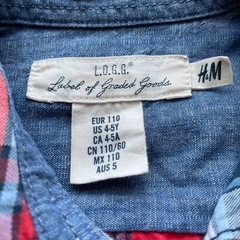 L.O.G.G.®
Label of Graded Goods
H&M
EUR 110
US 4-5Y
CA 4-5A
CN 110/60
MX 110
AUS 5